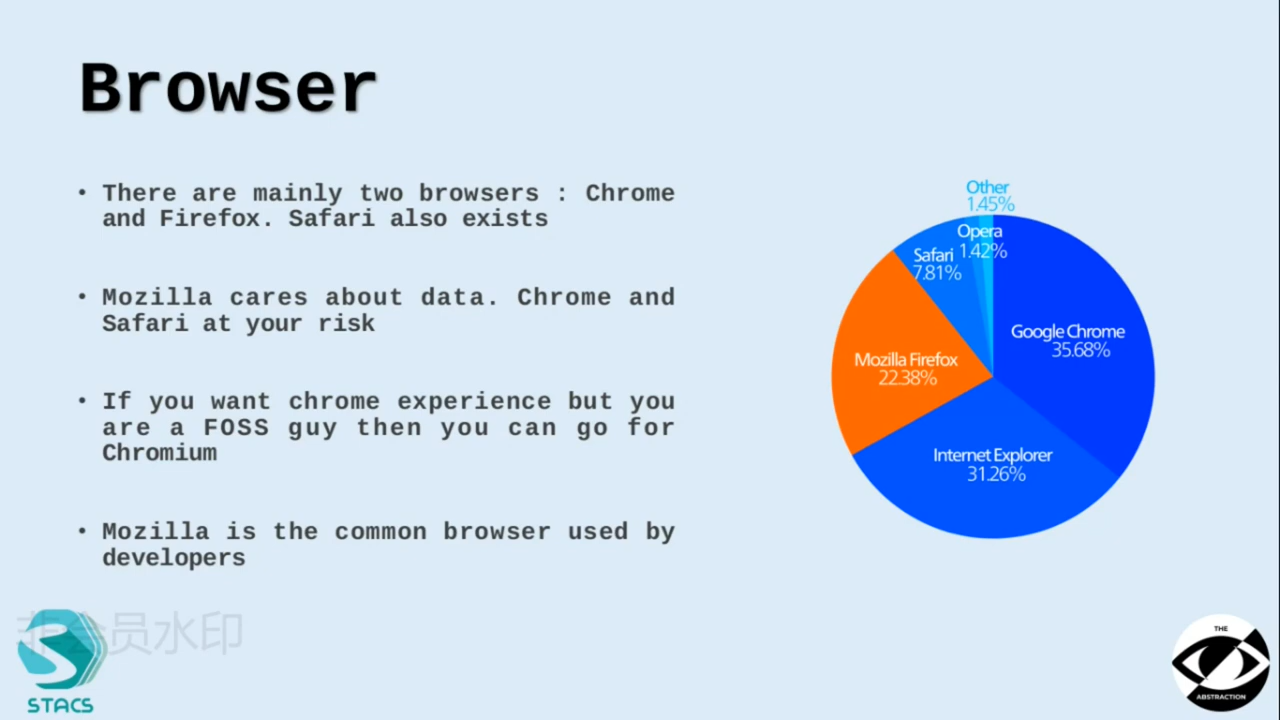 Browser
• There are mainly two browsers : Chrome
and Firefox. Safari also exists
• Mozilla cares about data. Chrome and
Safari at your risk
• If you want chrome experience but you
are a FOSS guy then you can go for
Chromium
• Mozilla is the common browser used by
developers
Other
1.45%
Opera
1.42%
Safari
7.81%
Google Chrome
35.68%
Mozilla Firefox
22.38%
Internet Explorer
31.26%
非会员水印
STACS
THE
ABSTRACTION